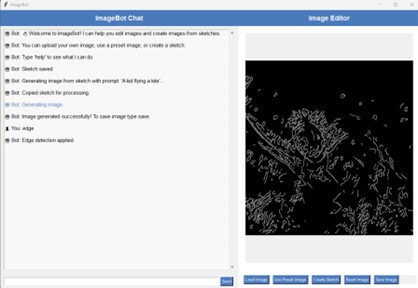 ImageBot
ImageBot Chat
Image Editor
Bot: Welcome to ImageBot! I can help you edit images and create images from sketches.
Bot: You can upload your own image, use a preset image, or create a sketch.
Bot: Type 'help' to see what I can do.
Bot: Sketch saved
Bot: Generating image from sketch with prompt: 'A kid flying a kite'...
Bot: Copied sketch for processing.
Bot: Generating image...
Bot: Image generated successfully! To save image type save.
You: edge
Bot: Edge detection applied.
Send
Load Image
Use Preset Image
Create Sketch
Reset Image
Save Image